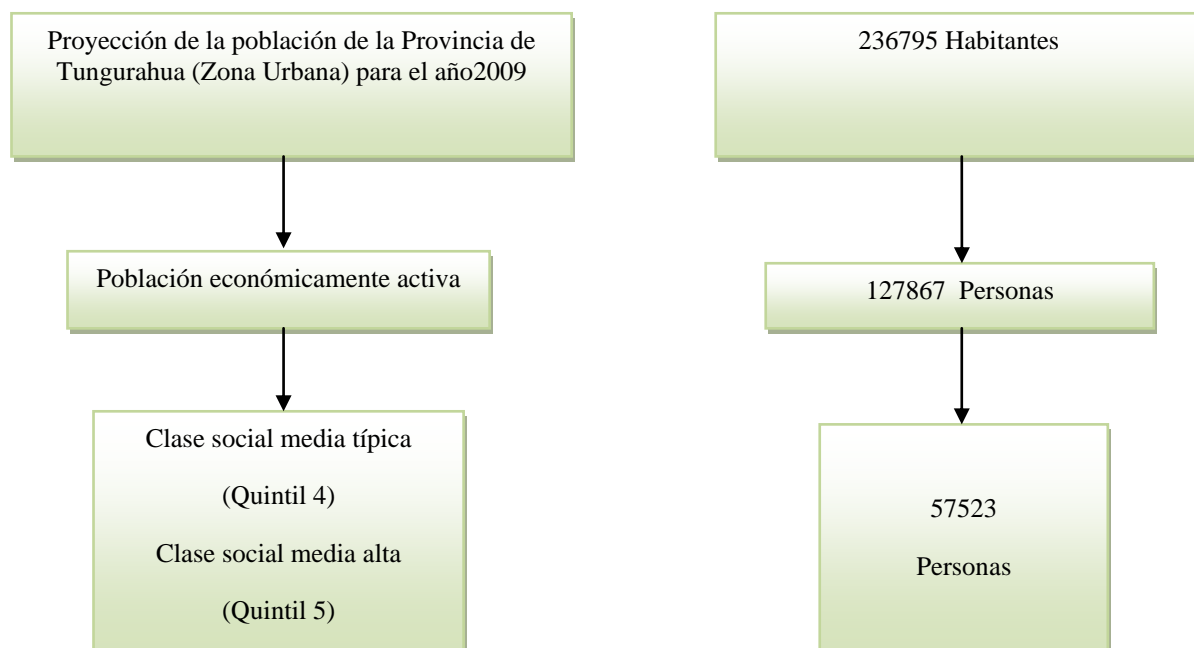 Proyección de la población de la Provincia de
Tungurahua (Zona Urbana) para el año2009
236795 Habitantes
Población económicamente activa
127867 Personas
Clase social media típica
(Quintil 4)
Clase social media alta
(Quintil 5)
57523
Personas